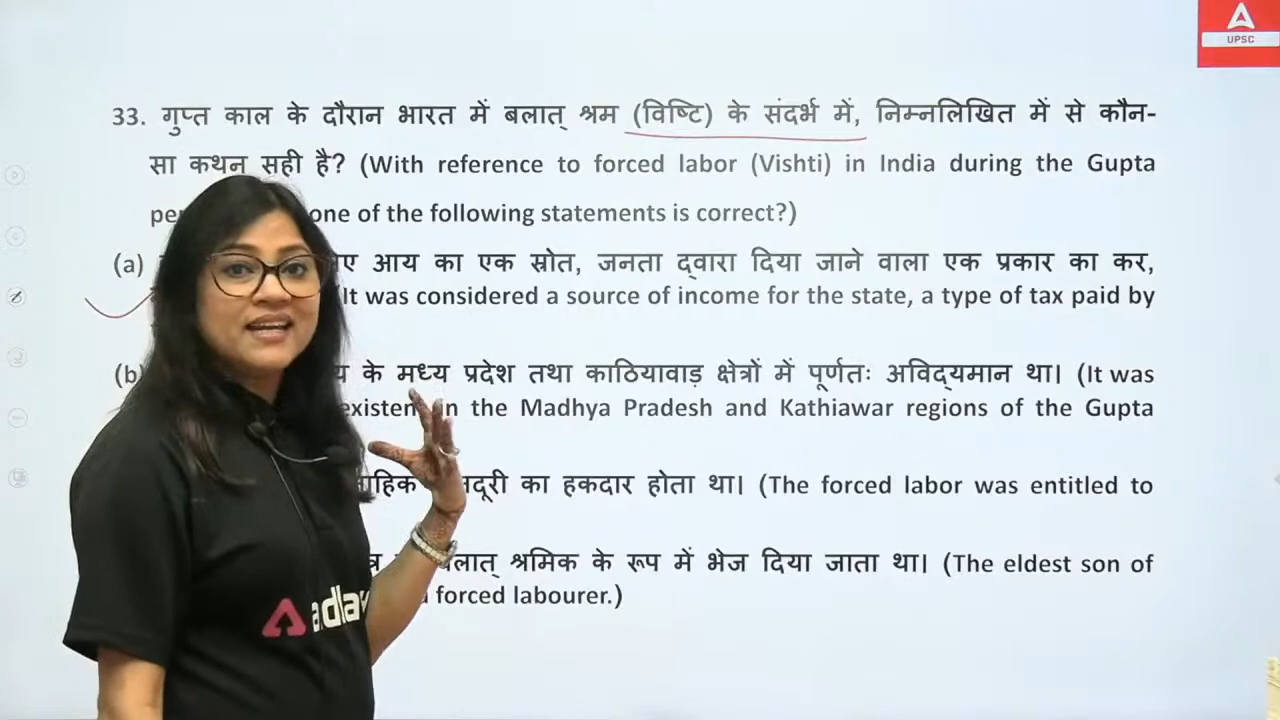 UPSC
33. गुप्त काल के दौरान भारत में बलात् श्रम (विष्टि) के संदर्भ में, निम्नलिखित में से कौन-
सा कथन सही है? (With reference to forced labor (Vishti) in India during the Gupta
one of the following statements is correct?)
(a) आय का एक स्रोत, जनता द्वारा दिया जाने वाला एक प्रकार का कर,
It was considered a source of income for the state, a type of tax paid by
(b) के मध्य प्रदेश तथा काठियावाड़ क्षेत्रों में पूर्णतः अविद्यमान था। (It was
in the Madhya Pradesh and Kathiawar regions of the Gupta
का हकदार होता था। (The forced labor was entitled to
श्रमिक के रूप में भेज दिया जाता था। (The eldest son of
forced labourer.)